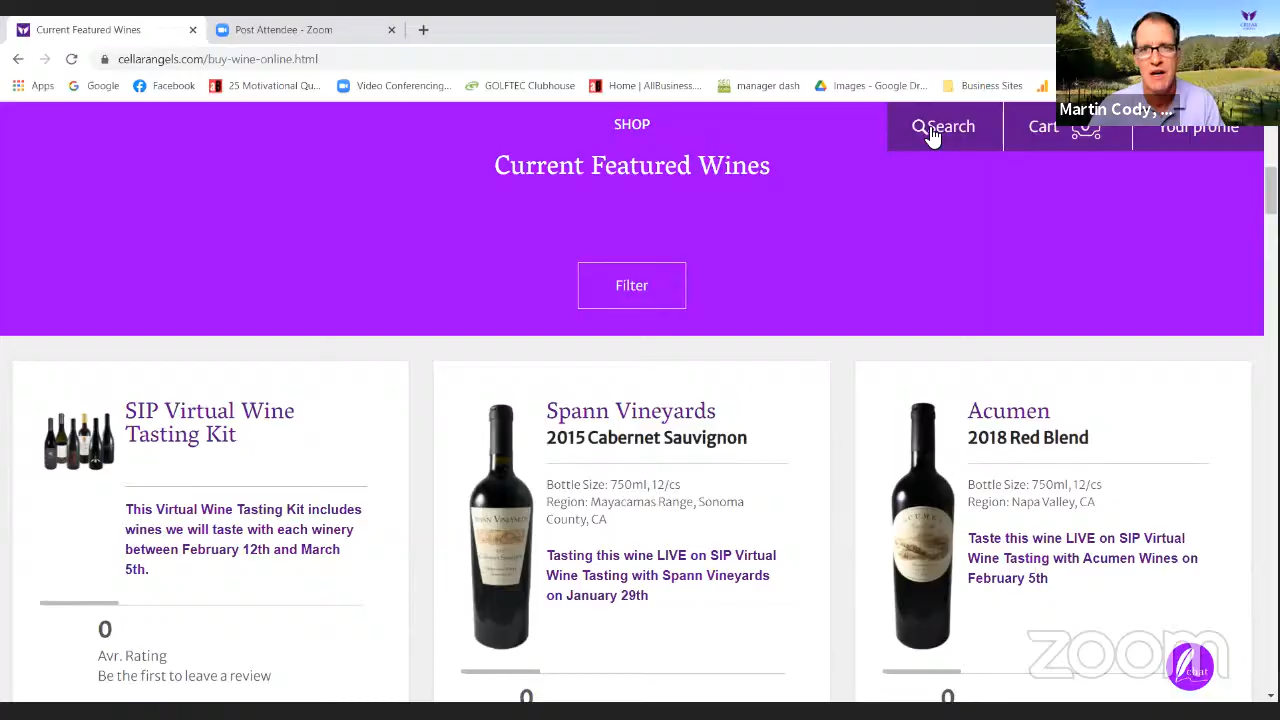 Current Featured Wines
Post Attendee - Zoom
cellarangels.com/buy-wine-online.html
Apps
Google
Facebook
25 Motivational Qu...
Video Conferencing...
GOLFTEC Clubhouse
Home | AllBusiness....
manager dash
Images - Google Dr...
Business Sites
Martin Cody, ...
SHOP
Search
Cart
0
Your profile
Current Featured Wines
Filter
SIP Virtual Wine
Tasting Kit
This Virtual Wine Tasting Kit includes
wines we will taste with each winery
between February 12th and March
5th.
0
Avr. Rating
Be the first to leave a review
Spann Vineyards
2015 Cabernet Sauvignon
Bottle Size: 750ml, 12/cs
Region: Mayacamas Range, Sonoma
County, CA
Tasting this wine LIVE on SIP Virtual
Wine Tasting with Spann Vineyards
on January 29th
0
SPANN VINEYARDS
Acumen
2018 Red Blend
Bottle Size: 750ml, 12/cs
Region: Napa Valley, CA
Taste this wine LIVE on SIP Virtual
Wine Tasting with Acumen Wines on
February 5th
0
ACUMEN
zoom
chat